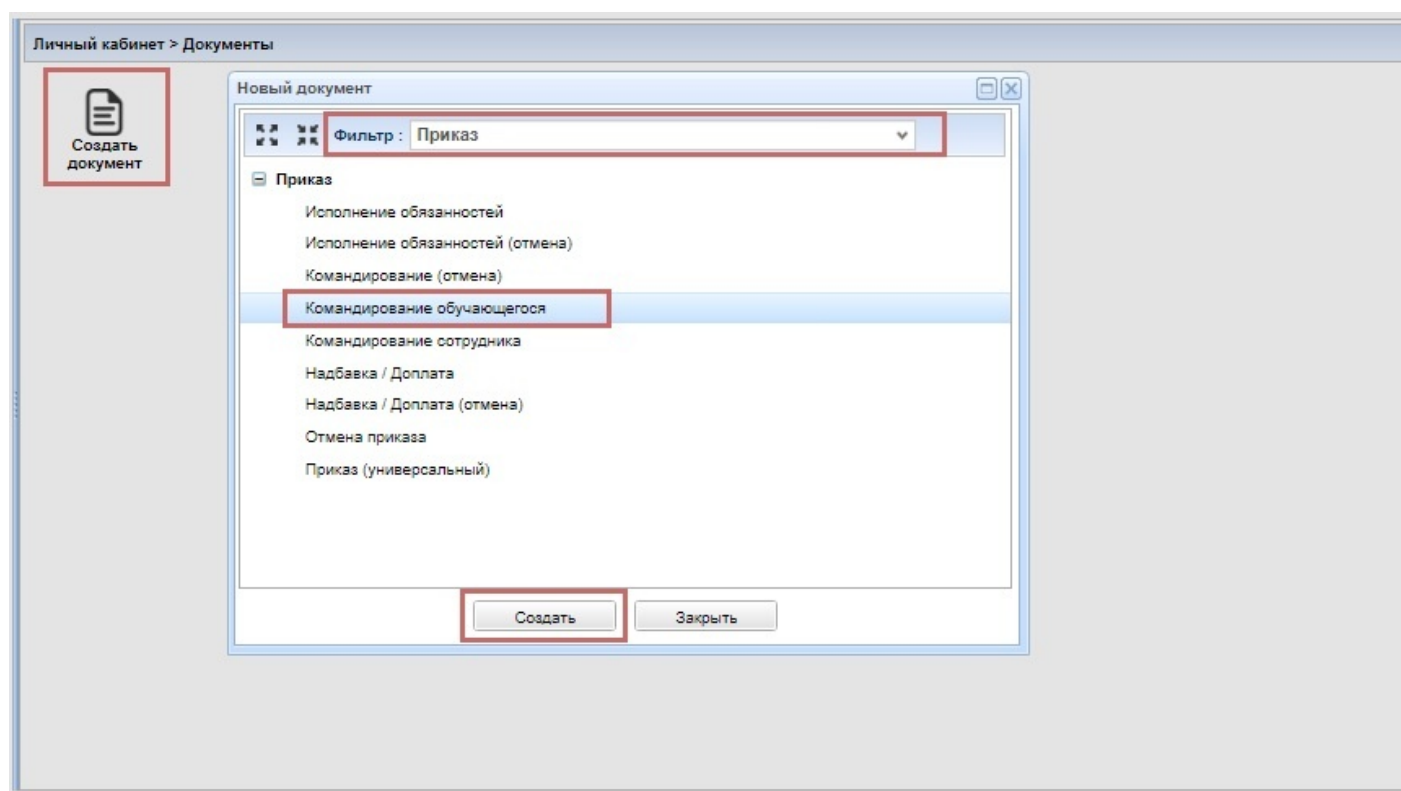 Личный кабинет > Документы
Создать
документ
Новый документ
Фильтр : Приказ
Приказ
Исполнение обязанностей
Исполнение обязанностей (отмена)
Командирование (отмена)
Командирование обучающегося
Командирование сотрудника
Надбавка / Доплата
Надбавка / Доплата (отмена)
Отмена приказа
Приказ (универсальный)
Создать Закрыть